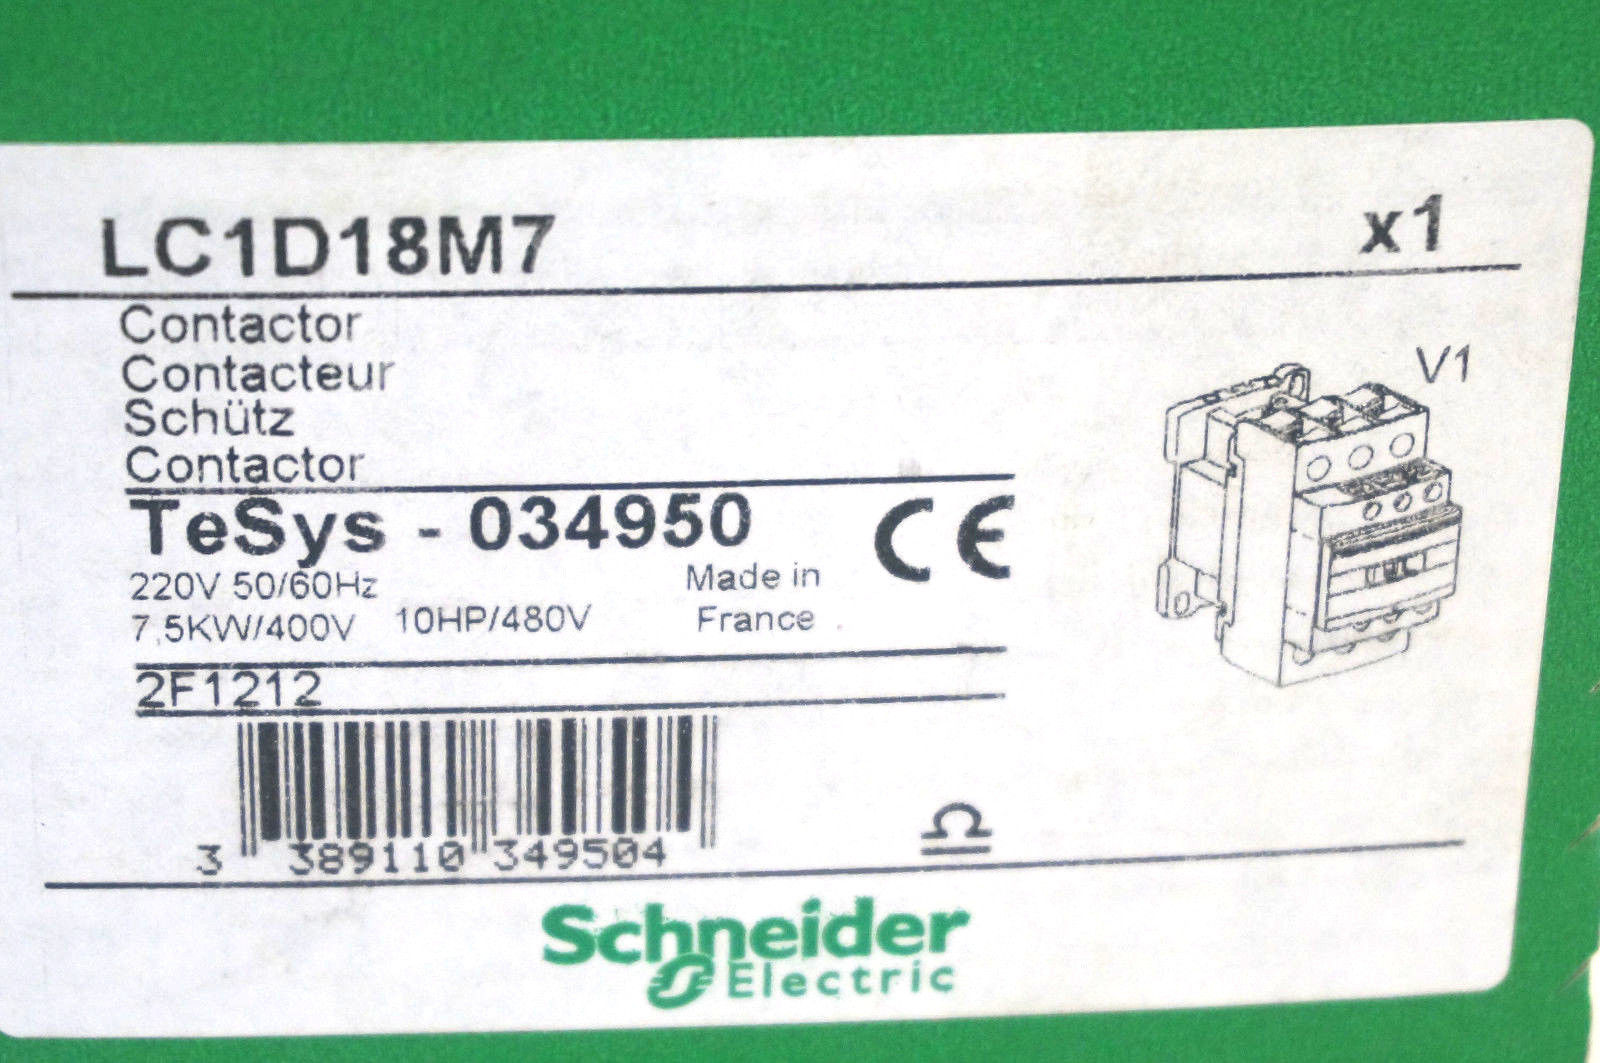 LC1D18M7 x1
Contactor
Contacteur
Schütz
Contactor
V1
TeSys - 034950 CE
220V 50/60Hz Made in
7,5KW/400V 10HP/480V France
2F1212
3 389110 349504
Schneider
Electric